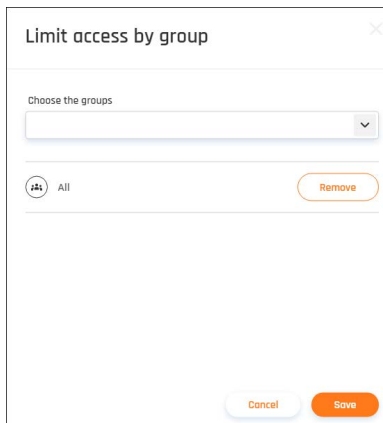 Limit access by group
Choose the groups
All
Remove
Cancel
Save